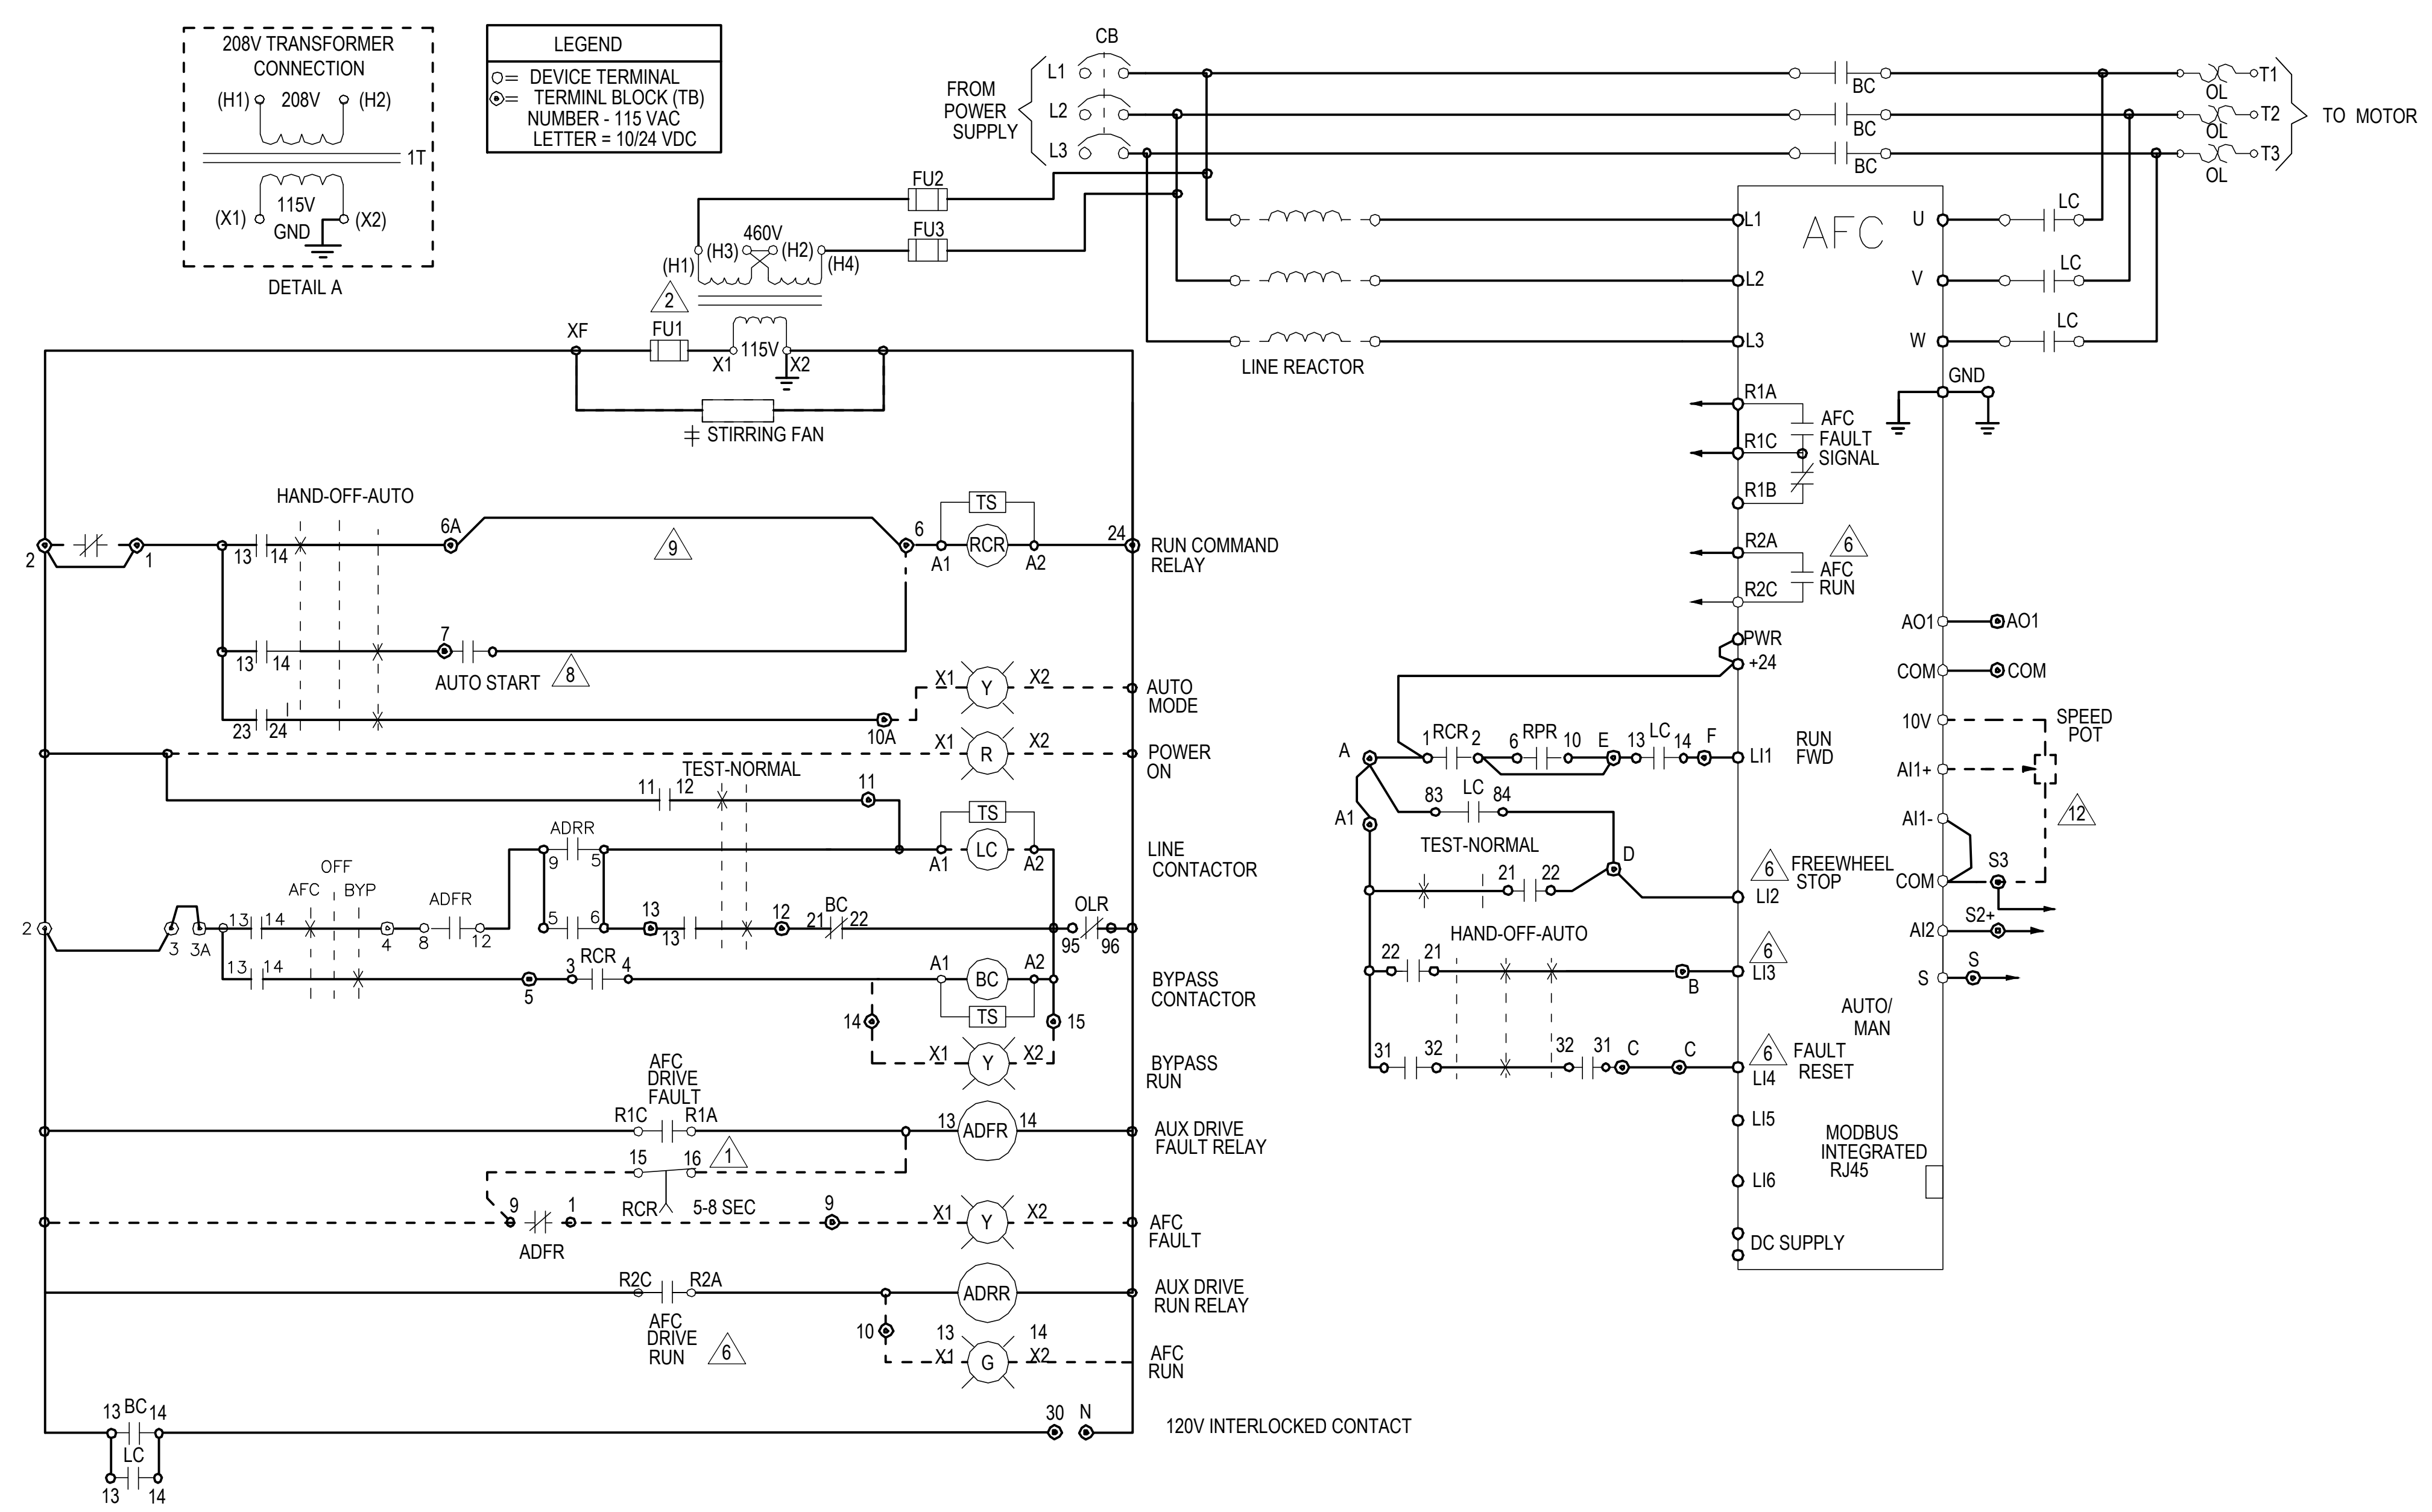 208V TRANSFORMER
CONNECTION
(H1) 208V (H2)
1T
115V
(X1) (X2)
GND
DETAIL A
LEGEND
= DEVICE TERMINAL
= TERMINL BLOCK (TB)
NUMBER - 115 VAC
LETTER = 10/24 VDC
CB
FROM
POWER
SUPPLY
L1
L2
L3
BC
BC
BC
OL
OL
OL
T1
T2
T3
TO MOTOR
FU2
FU3
460V
(H1) (H3) (H2) (H4)
2
XF
FU1
X1 115V X2
STIRRING FAN
LINE REACTOR
AFC
L1
L2
L3
U
V
W
LC
LC
LC
GND
R1A
R1C
R1B
AFC
FAULT
SIGNAL
R2A
R2C
6
AFC
RUN
PWR
+24
HAND-OFF-AUTO
2 1 13 14 6A 9 6 A1 RCR A2 24
TS
RUN COMMAND
RELAY
13 14 7
AUTO START 8
23 24 10A
X1 Y X2
AUTO
MODE
X1 R X2
POWER
ON
TEST-NORMAL
11 12 11
TS
A1 LC A2
LINE
CONTACTOR
ADRR
9 5
OFF
AFC BYP
ADFR
2 3 3A 13 14 4 8 12 5 6 13 13 12 21 BC 22
OLR
95 96
13 14 5 3 RCR 4 A1 BC A2
TS
BYPASS
CONTACTOR
14 15
X1 Y X2
BYPASS
RUN
AFC
DRIVE
FAULT
R1C R1A
13 ADFR 14
AUX DRIVE
FAULT RELAY
15 16 1
RCR 5-8 SEC
9 1 9
ADFR
X1 Y X2
AFC
FAULT
R2C R2A
AFC
DRIVE
RUN
6
ADRR
AUX DRIVE
RUN RELAY
10
13 14
X1 G X2
AFC
RUN
13 BC 14
LC
13 14
30 N
120V INTERLOCKED CONTACT
A 1 RCR 2 6 RPR 10 E 13 LC 14 F LI1
RUN
FWD
A1
83 LC 84
TEST-NORMAL
21 22 D
6
FREEWHEEL
STOP
LI2
HAND-OFF-AUTO
22 21 B
6
LI3
AUTO/
MAN
31 32 32 31 C C
6
LI4
FAULT
RESET
LI5
LI6
MODBUS
INTEGRATED
RJ45
DC SUPPLY
AO1 AO1
COM COM
10V
SPEED
POT
AI1+
12
AI1-
COM S3
AI2 S2+
S S